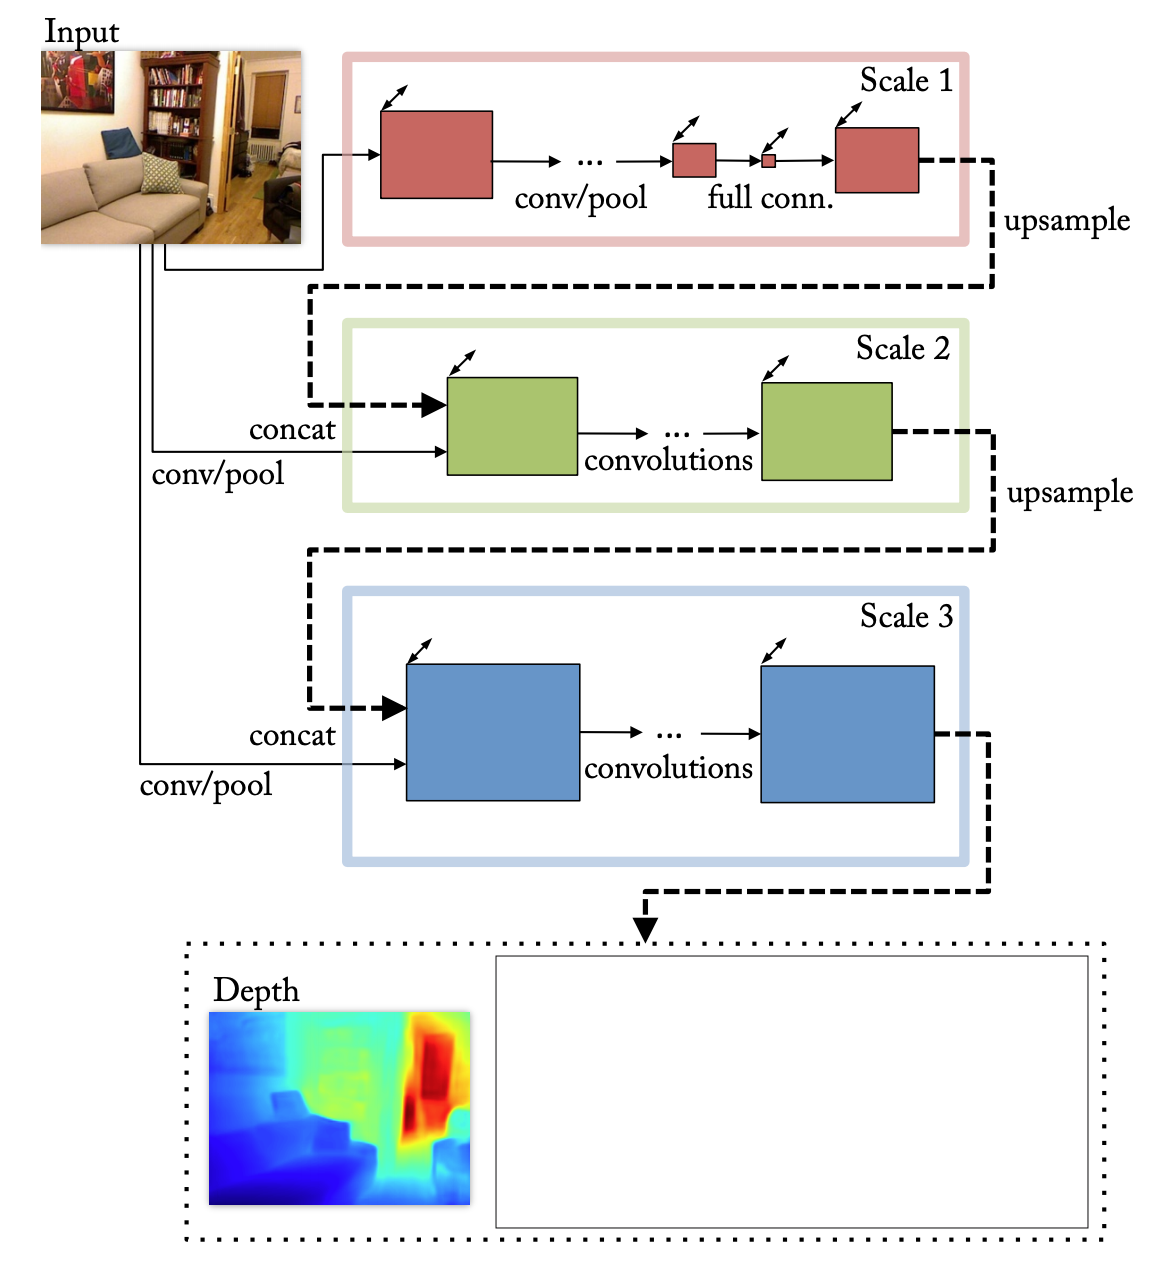 Input
Scale 1
...
conv/pool
full conn.
upsample
Scale 2
concat
...
convolutions
conv/pool
upsample
Scale 3
concat
...
convolutions
conv/pool
Depth